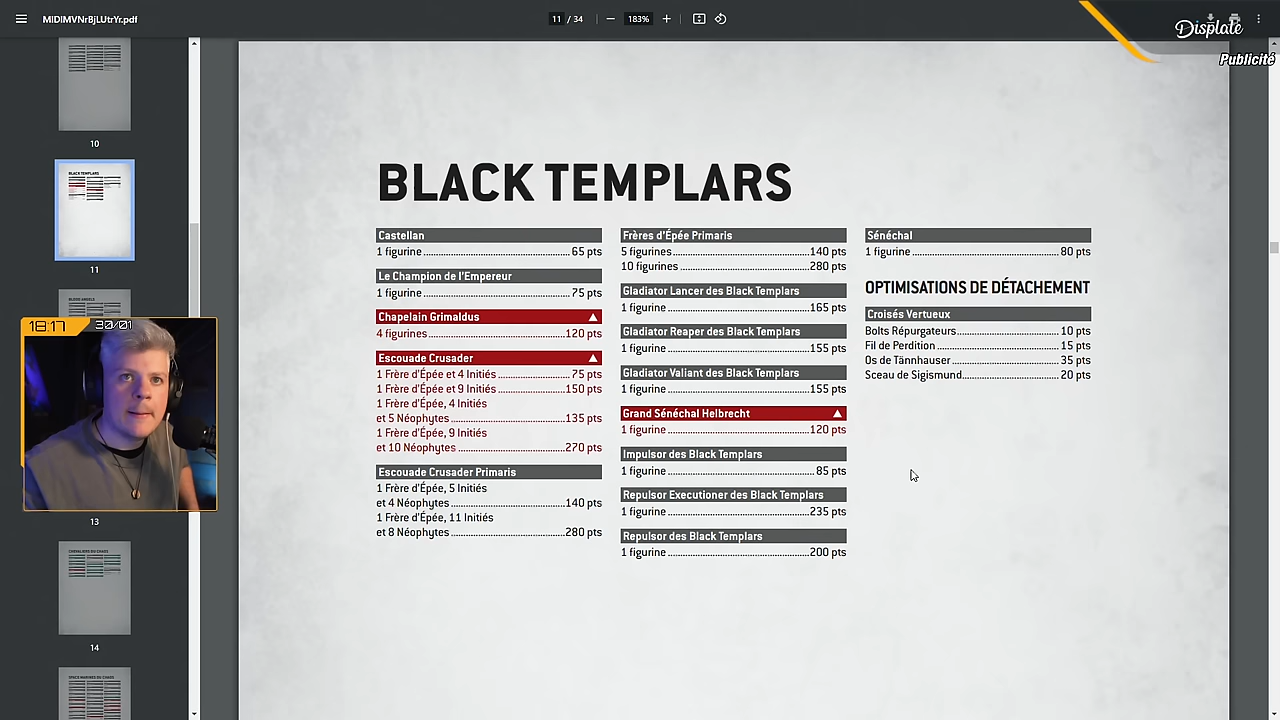 MIDIMVNrBjLUtrYr.pdf
11 / 34
183%
Displate
Publicité
10
11
13
14
18:17
30/01
BLACK TEMPLARS
Castellan
1 figurine 65 pts
Le Champion de l'Empereur
1 figurine 75 pts
Chapelain Grimaldus
4 figurines 120 pts
Escouade Crusader
1 Frère d'Épée et 4 Initiés 75 pts
1 Frère d'Épée et 9 Initiés 150 pts
1 Frère d'Épée, 4 Initiés
et 5 Néophytes 135 pts
1 Frère d'Épée, 9 Initiés
et 10 Néophytes 270 pts
Escouade Crusader Primaris
1 Frère d'Épée, 5 Initiés
et 4 Néophytes 140 pts
1 Frère d'Épée, 11 Initiés
et 8 Néophytes 280 pts
Frères d'Épée Primaris
5 figurines 140 pts
10 figurines 280 pts
Gladiator Lancer des Black Templars
1 figurine 165 pts
Gladiator Reaper des Black Templars
1 figurine 155 pts
Gladiator Valiant des Black Templars
1 figurine 155 pts
Grand Sénéchal Helbrecht
1 figurine 120 pts
Impulsor des Black Templars
1 figurine 85 pts
Repulsor Executioner des Black Templars
1 figurine 235 pts
Repulsor des Black Templars
1 figurine 200 pts
Sénéchal
1 figurine 80 pts
OPTIMISATIONS DE DÉTACHEMENT
Croisés Vertueux
Bolts Répurgateurs 10 pts
Fil de Perdition 15 pts
Os de Tännhauser 35 pts
Sceau de Sigismund 20 pts